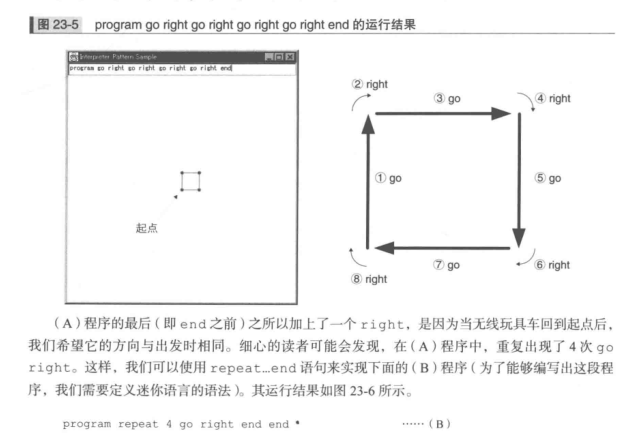 图 23-5 program go right go right go right go right end 的运行结果
Interpreter Pattern Sample
program go right go right go right go right end
起点
② right
③ go
④ right
① go
⑤ go
⑧ right
⑦ go
⑥ right
（A）程序的最后（即 end 之前）之所以加上了一个 right，是因为当无线玩具车回到起点后，
我们希望它的方向与出发时相同。细心的读者可能会发现，在（A）程序中，重复出现了 4 次 go
right。这样，我们可以使用 repeat…end 语句来实现下面的（B）程序（为了能够编写出这段程
序，我们需要定义迷你语言的语法）。其运行结果如图 23-6 所示。
program repeat 4 go right end end * ……（B）